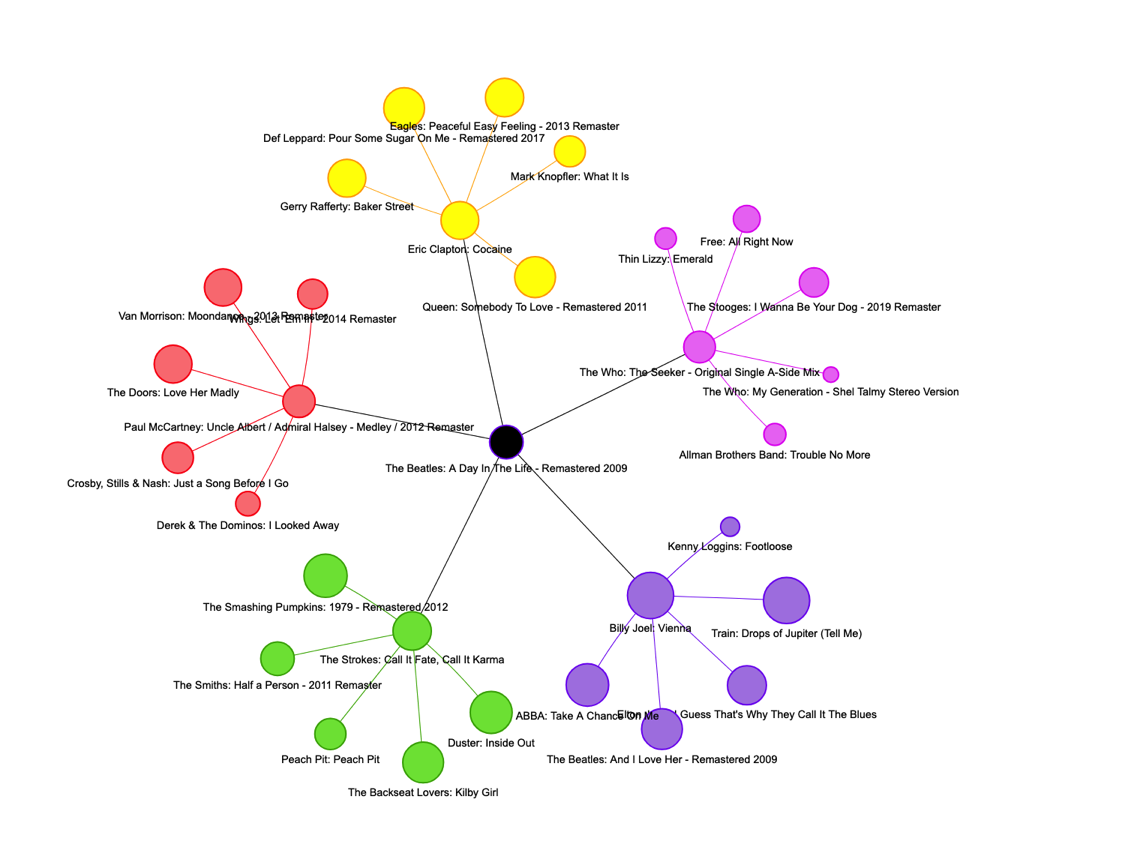 Eagles: Peaceful Easy Feeling - 2013 Remaster
Def Leppard: Pour Some Sugar On Me - Remastered 2017
Mark Knopfler: What It Is
Gerry Rafferty: Baker Street
Eric Clapton: Cocaine
Free: All Right Now
Thin Lizzy: Emerald
Queen: Somebody To Love - Remastered 2011
The Stooges: I Wanna Be Your Dog - 2019 Remaster
Van Morrison: Moondance - 2013 Remaster
Wings: Let 'Em In - 2014 Remaster
The Who: The Seeker - Original Single A-Side Mix
The Doors: Love Her Madly
The Who: My Generation - Shel Talmy Stereo Version
Paul McCartney: Uncle Albert / Admiral Halsey - Medley / 2012 Remaster
Allman Brothers Band: Trouble No More
The Beatles: A Day In The Life - Remastered 2009
Crosby, Stills & Nash: Just a Song Before I Go
Derek & The Dominos: I Looked Away
Kenny Loggins: Footloose
The Smashing Pumpkins: 1979 - Remastered 2012
Billy Joel: Vienna
Train: Drops of Jupiter (Tell Me)
The Strokes: Call It Fate, Call It Karma
The Smiths: Half a Person - 2011 Remaster
ABBA: Take A Chance On Me
Elton Guess That's Why They Call It The Blues
Duster: Inside Out
Peach Pit: Peach Pit
The Beatles: And I Love Her - Remastered 2009
The Backseat Lovers: Kilby Girl